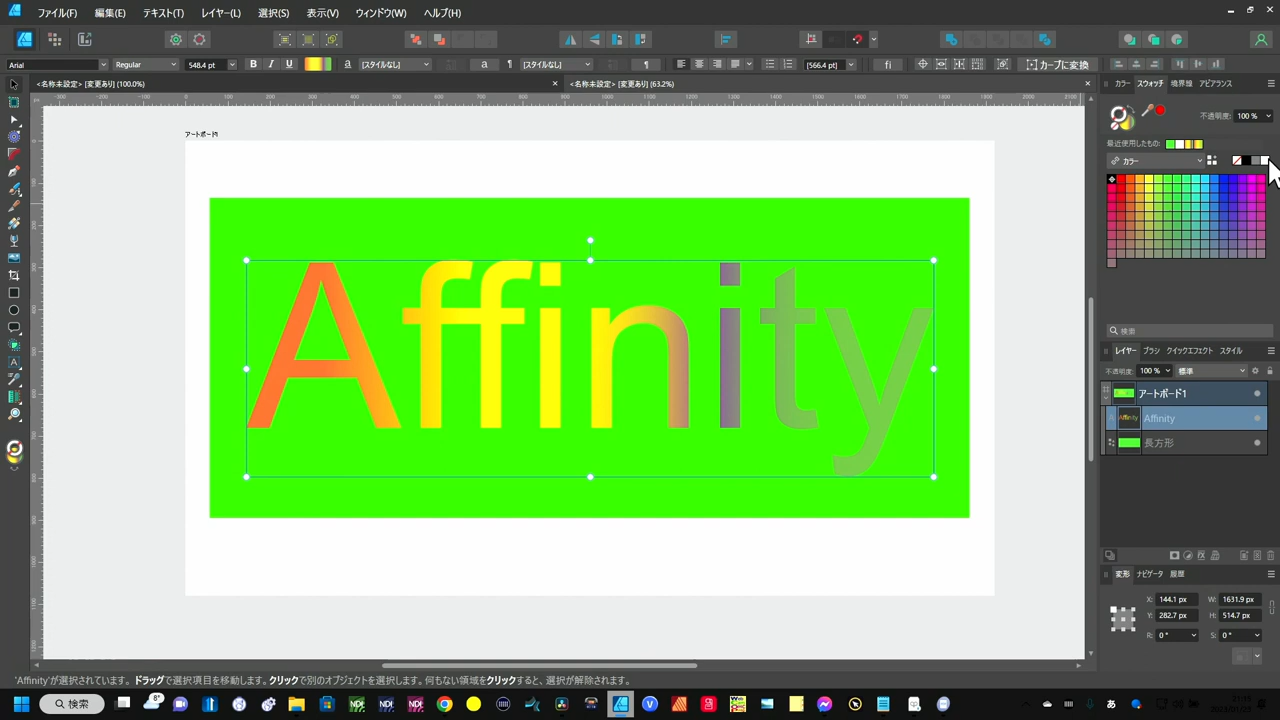 ファイル(F) 編集(E) テキスト(T) レイヤー(L) 選択(S) 表示(V) ウィンドウ(W) ヘルプ(H)
Arial Regular 548.4 pt B I U a [スタイルなし] a ¶ [スタイルなし] ¶ [566.4 pt] fi カーブに変換
<名称未設定> [変更あり] (100.0%) <名称未設定> [変更あり] (63.2%)
カラー スウォッチ 境界線 アピアランス
不透明度: 100 %
最近使用したもの:
カラー
アートボード1
Affinity
検索
レイヤー ブラシ クイックエフェクト スタイル
不透明度: 100 % 標準
アートボード1
Affinity
長方形
変形 ナビゲータ 履歴
X: 144.1 px W: 1631.9 px
Y: 282.7 px H: 514.7 px
R: 0 ° S: 0 °
'Affinity'が選択されています。 ドラッグで選択項目を移動します。クリックで別のオブジェクトを選択します。何もない領域をクリックすると、選択が解除されます。
検索 8° NDI NDI NDI あ